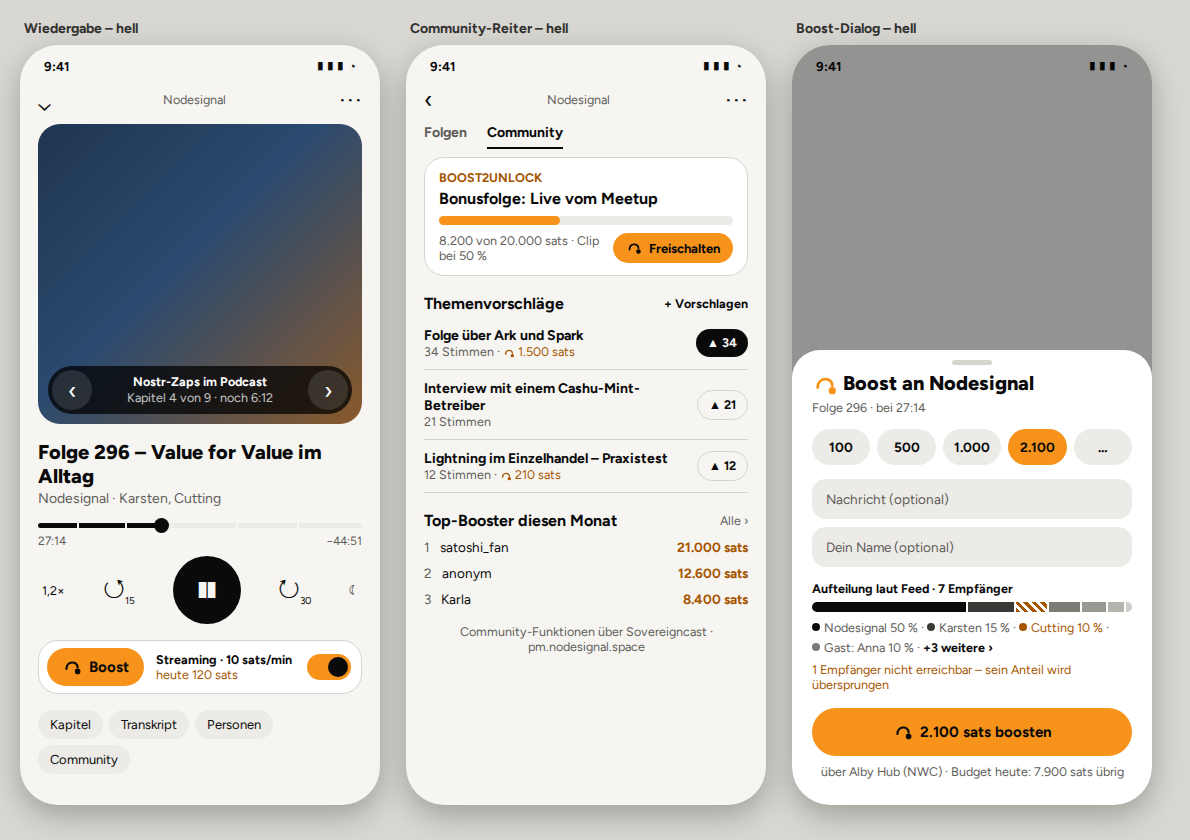 Wiedergabe – hell
9:41
Nodesignal
Nostr-Zaps im Podcast
Kapitel 4 von 9 · noch 6:12
Folge 296 – Value for Value im
Alltag
Nodesignal · Karsten, Cutting
27:14
−44:51
1,2×
15
30
Boost
Streaming · 10 sats/min
heute 120 sats
Kapitel
Transkript
Personen
Community
Community-Reiter – hell
9:41
Nodesignal
Folgen
Community
BOOST2UNLOCK
Bonusfolge: Live vom Meetup
8.200 von 20.000 sats · Clip
bei 50 %
Freischalten
Themenvorschläge
+ Vorschlagen
Folge über Ark und Spark
34 Stimmen · 1.500 sats
▲ 34
Interview mit einem Cashu-Mint-
Betreiber
21 Stimmen
▲ 21
Lightning im Einzelhandel – Praxistest
12 Stimmen · 210 sats
▲ 12
Top-Booster diesen Monat
Alle ›
1 satoshi_fan 21.000 sats
2 anonym 12.600 sats
3 Karla 8.400 sats
Community-Funktionen über Sovereigncast ·
pm.nodesignal.space
Boost-Dialog – hell
9:41
Boost an Nodesignal
Folge 296 · bei 27:14
100
500
1.000
2.100
...
Nachricht (optional)
Dein Name (optional)
Aufteilung laut Feed · 7 Empfänger
Nodesignal 50 % · Karsten 15 % · Cutting 10 % ·
Gast: Anna 10 % · +3 weitere ›
1 Empfänger nicht erreichbar – sein Anteil wird
übersprungen
2.100 sats boosten
über Alby Hub (NWC) · Budget heute: 7.900 sats übrig